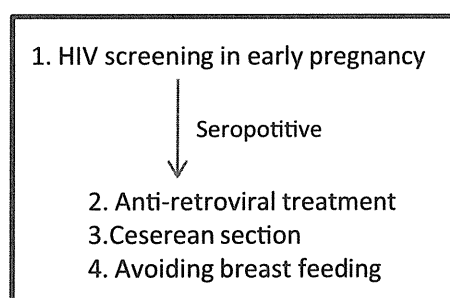 1. HIV screening in early pregnancy
Seropotitive
2. Anti-retroviral treatment
3.Ceserean section
4. Avoiding breast feeding